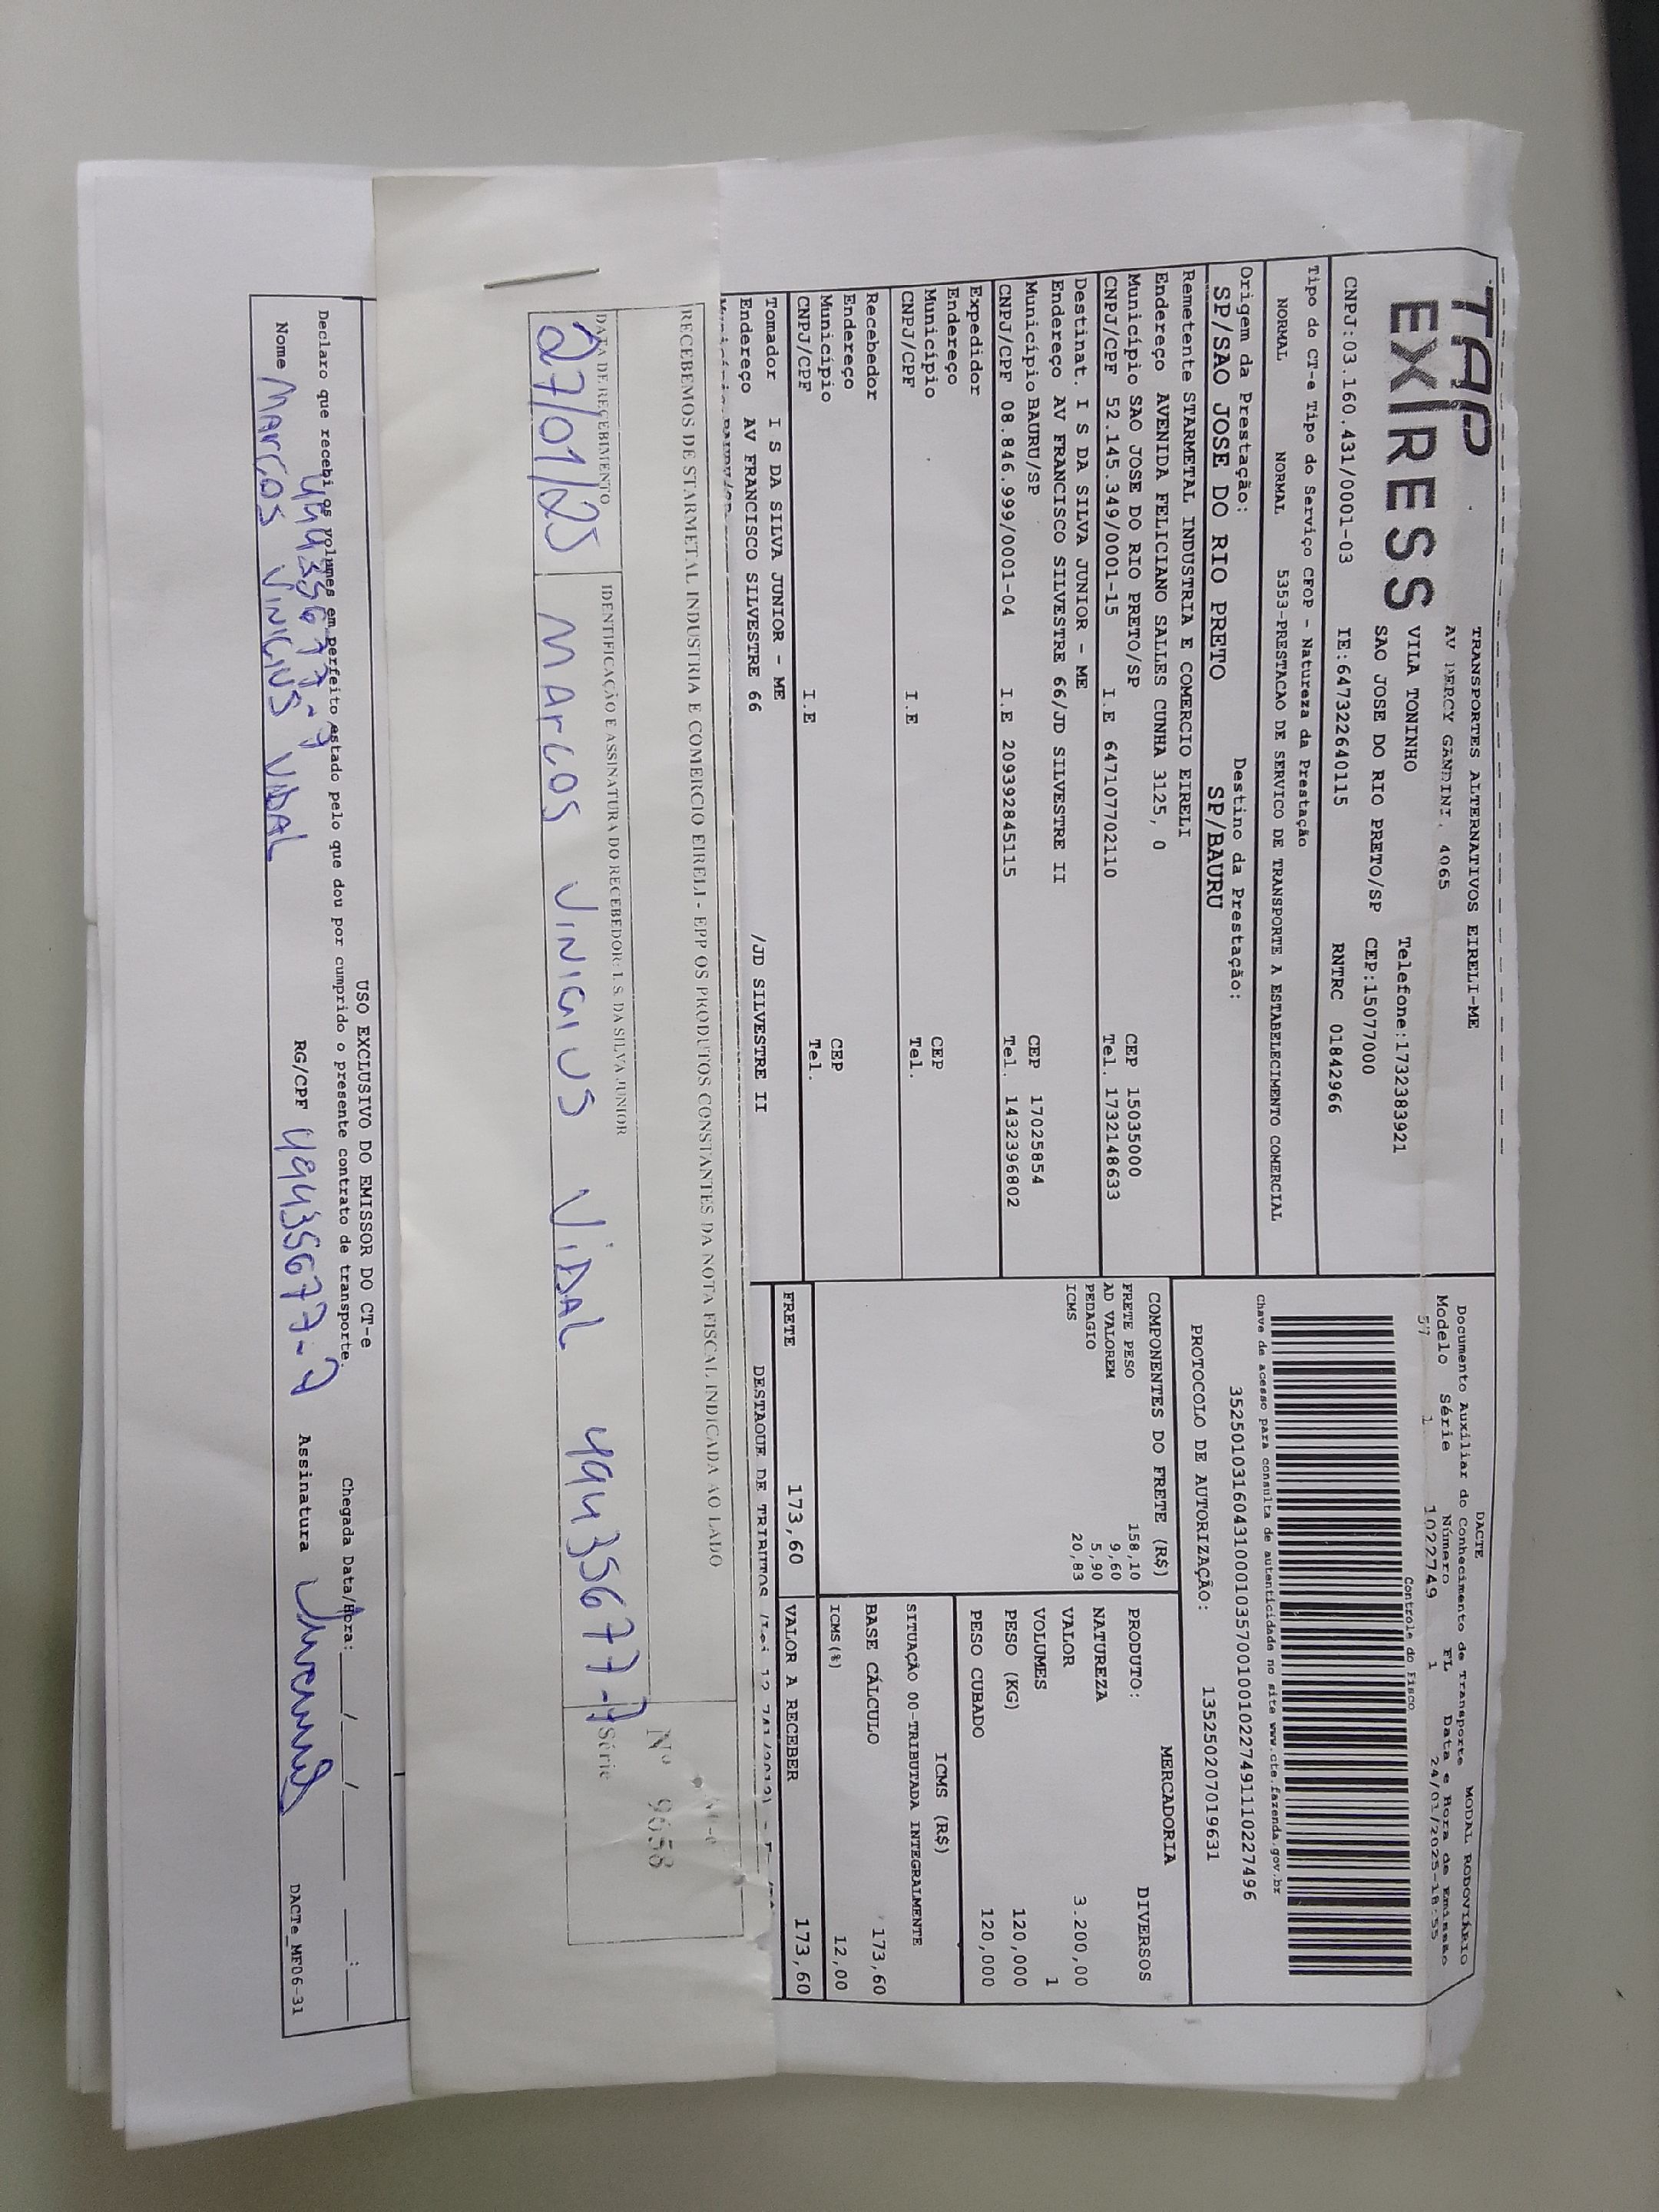 TAP
EXPRESS
TRANSPORTES ALTERNATIVOS EIRELI-ME
AV PERCY GANDINI, 4065
VILA TONINHO
SAO JOSE DO RIO PRETO/SP
Telefone:1732383921
CEP:15077000
CNPJ:03.160.431/0001-03 IE:647322640115 RNTRC 01842966
Tipo do CT-e Tipo do Serviço CFOP - Natureza da Prestação
NORMAL NORMAL 5353-PRESTACAO DE SERVICO DE TRANSPORTE A ESTABELECIMENTO COMERCIAL
Origem da Prestação: Destino da Prestação:
SP/SAO JOSE DO RIO PRETO SP/BAURU
Remetente STARMETAL INDUSTRIA E COMERCIO EIRELI
Endereço AVENIDA FELICIANO SALLES CUNHA 3125, 0
Município SAO JOSE DO RIO PRETO/SP CEP 15035000
CNPJ/CPF 52.145.349/0001-15 I.E 647107702110 Tel. 1732148633
Destinat. I S DA SILVA JUNIOR - ME
Endereço AV FRANCISCO SILVESTRE 66/JD SILVESTRE II
Município BAURU/SP CEP 17025854
CNPJ/CPF 08.846.999/0001-04 I.E 209392845115 Tel. 1432396802
Expedidor
Endereço
Município CEP
CNPJ/CPF I.E Tel.
Recebedor
Endereço
Município CEP
CNPJ/CPF I.E Tel.
Tomador I S DA SILVA JUNIOR - ME
Endereço AV FRANCISCO SILVESTRE 66 /JD SILVESTRE II
DACTE
Documento Auxiliar do Conhecimento de Transporte MODAL RODOVIÁRIO
Modelo Série Número FL Data e Hora de Emissão
57 1 1022749 1 24/01/2025-18:55
Controle do Fisco
Chave de acesso para consulta de autenticidade no site www.cte.fazenda.gov.br
35250103160431000103570010010227491110227496
PROTOCOLO DE AUTORIZAÇÃO: 135250207019631
COMPONENTES DO FRETE (R$)
FRETE PESO 158,10
AD VALOREM 9,60
PEDAGIO 5,90
ICMS 20,83
MERCADORIA
PRODUTO: DIVERSOS
NATUREZA
VALOR 3.200,00
VOLUMES 1
PESO (KG) 120,000
PESO CUBADO 120,000
ICMS (R$)
SITUAÇÃO 00-TRIBUTADA INTEGRALMENTE
BASE CÁLCULO 173,60
ICMS(%) 12,00
FRETE 173,60 VALOR A RECEBER 173,60
DESTAQUE DE TRIBUTOS
RECEBEMOS DE STARMETAL INDUSTRIA E COMERCIO EIRELI - EPP OS PRODUTOS CONSTANTES DA NOTA FISCAL INDICADA AO LADO
Nº 9658
Série
DATA DE RECEBIMENTO IDENTIFICAÇÃO E ASSINATURA DO RECEBEDOR: I. S. DA SILVA JUNIOR
27/01/25 MARCOS VINICIUS VIDAL 49435677-7
USO EXCLUSIVO DO EMISSOR DO CT-e
Declaro que recebi os volumes em perfeito estado pelo que dou por cumprido o presente contrato de transporte. Chegada Data/Hora: ___/___/_____ ___:___
49435677-7
Nome MARCOS VINICIUS VIDAL RG/CPF 49435677-7 Assinatura
DACTe_MF06-31